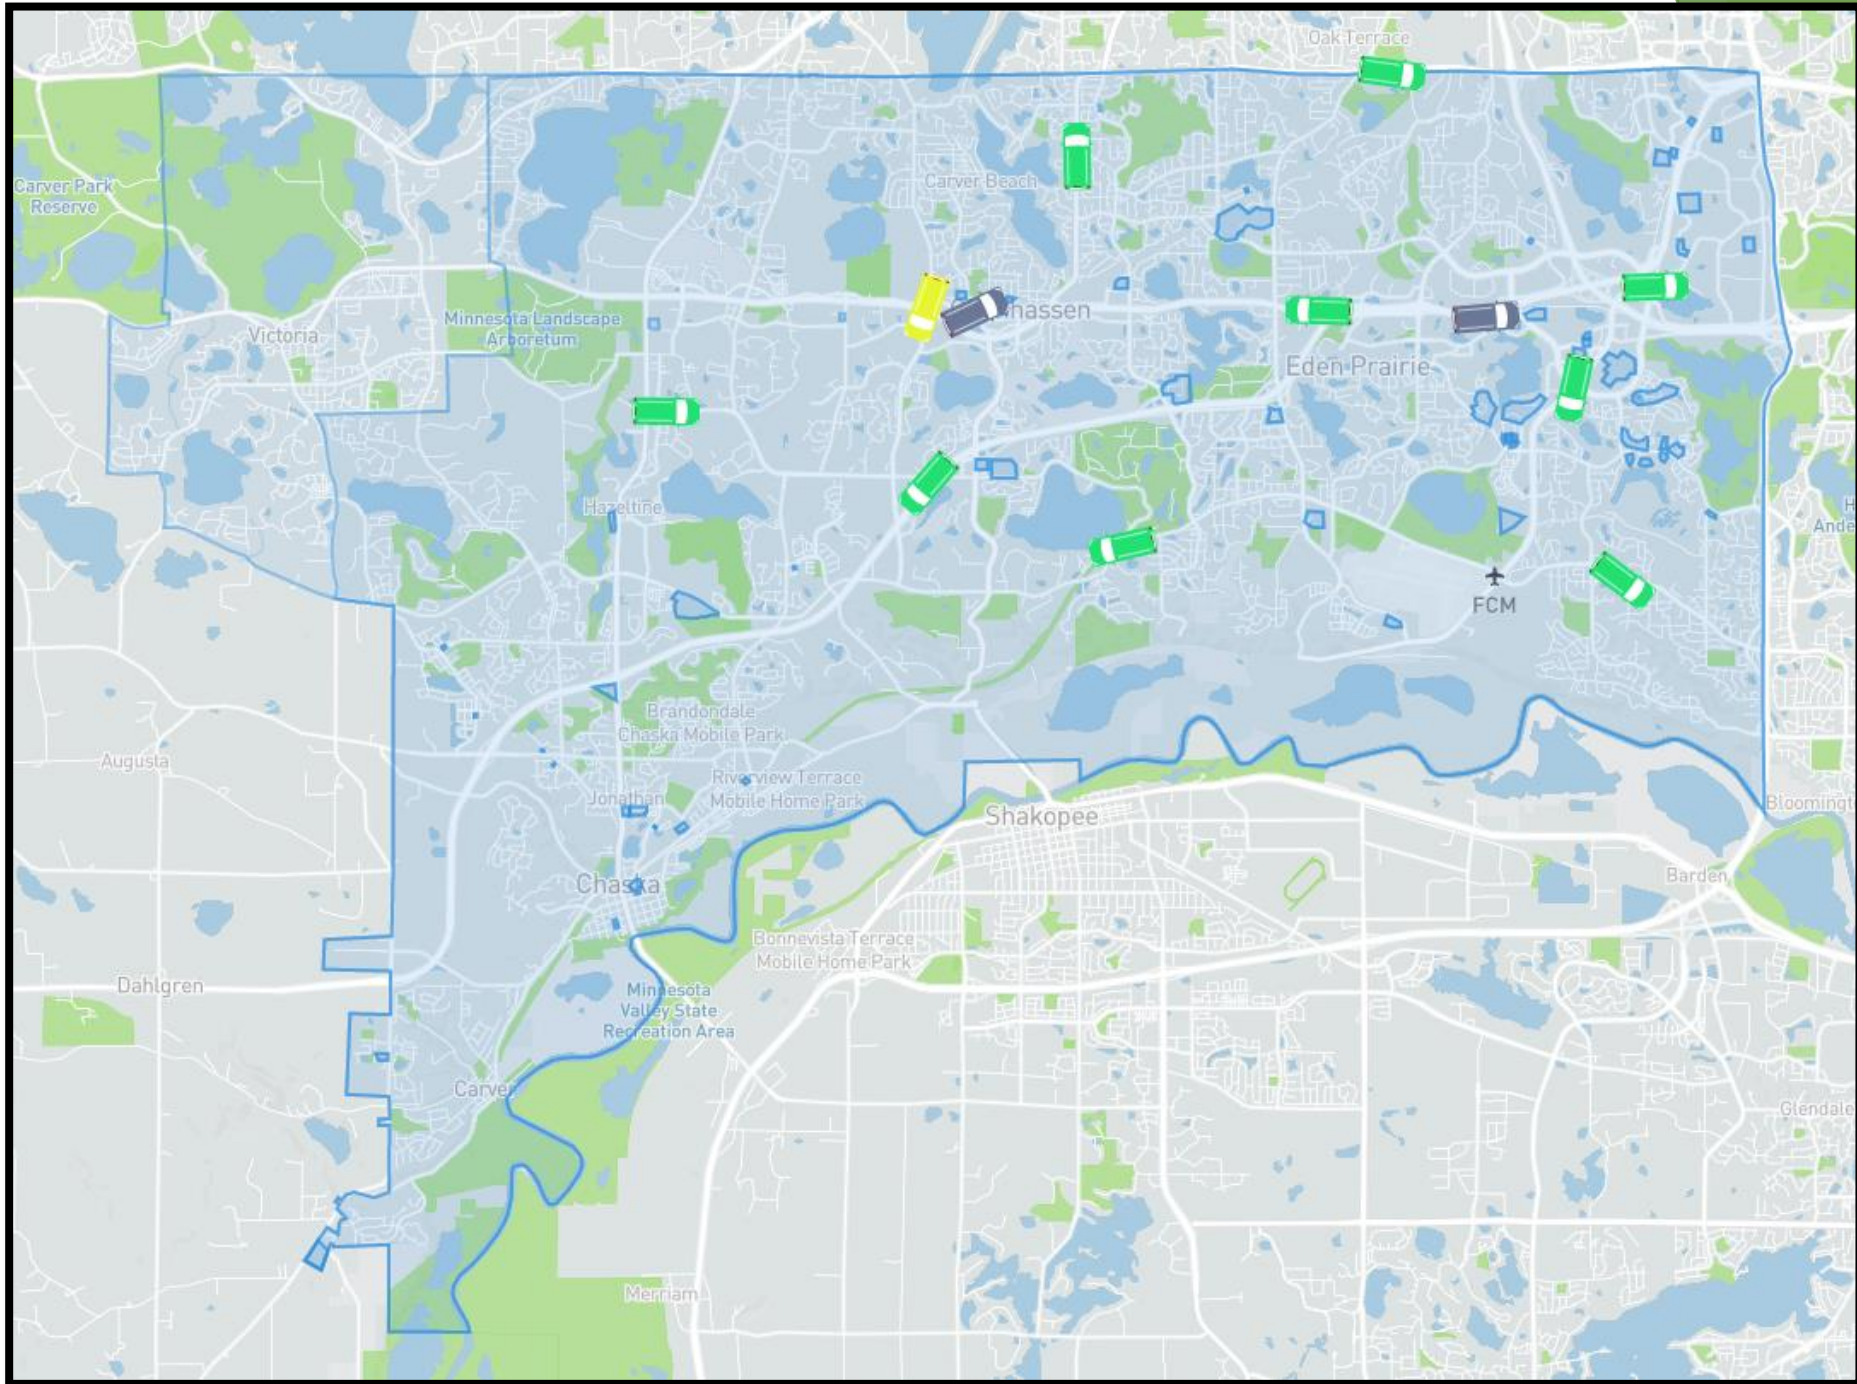 Oak Terrace
Carver Park
Reserve
Carver Beach
Minnesota Landscape
Arboretum
Victoria
hassen
Eden Prairie
Hazeltine
Ande
FCM
Brandondale
Chaska Mobile Park
Augusta
Riverview Terrace
Mobile Home Park
Jonathan
Shakopee
Bloomingt
Chaska
Barden
Bonnevista Terrace
Mobile Home Park
Dahlgren
Minnesota
Valley State
Recreation Area
Carver
Glendale
Merriam